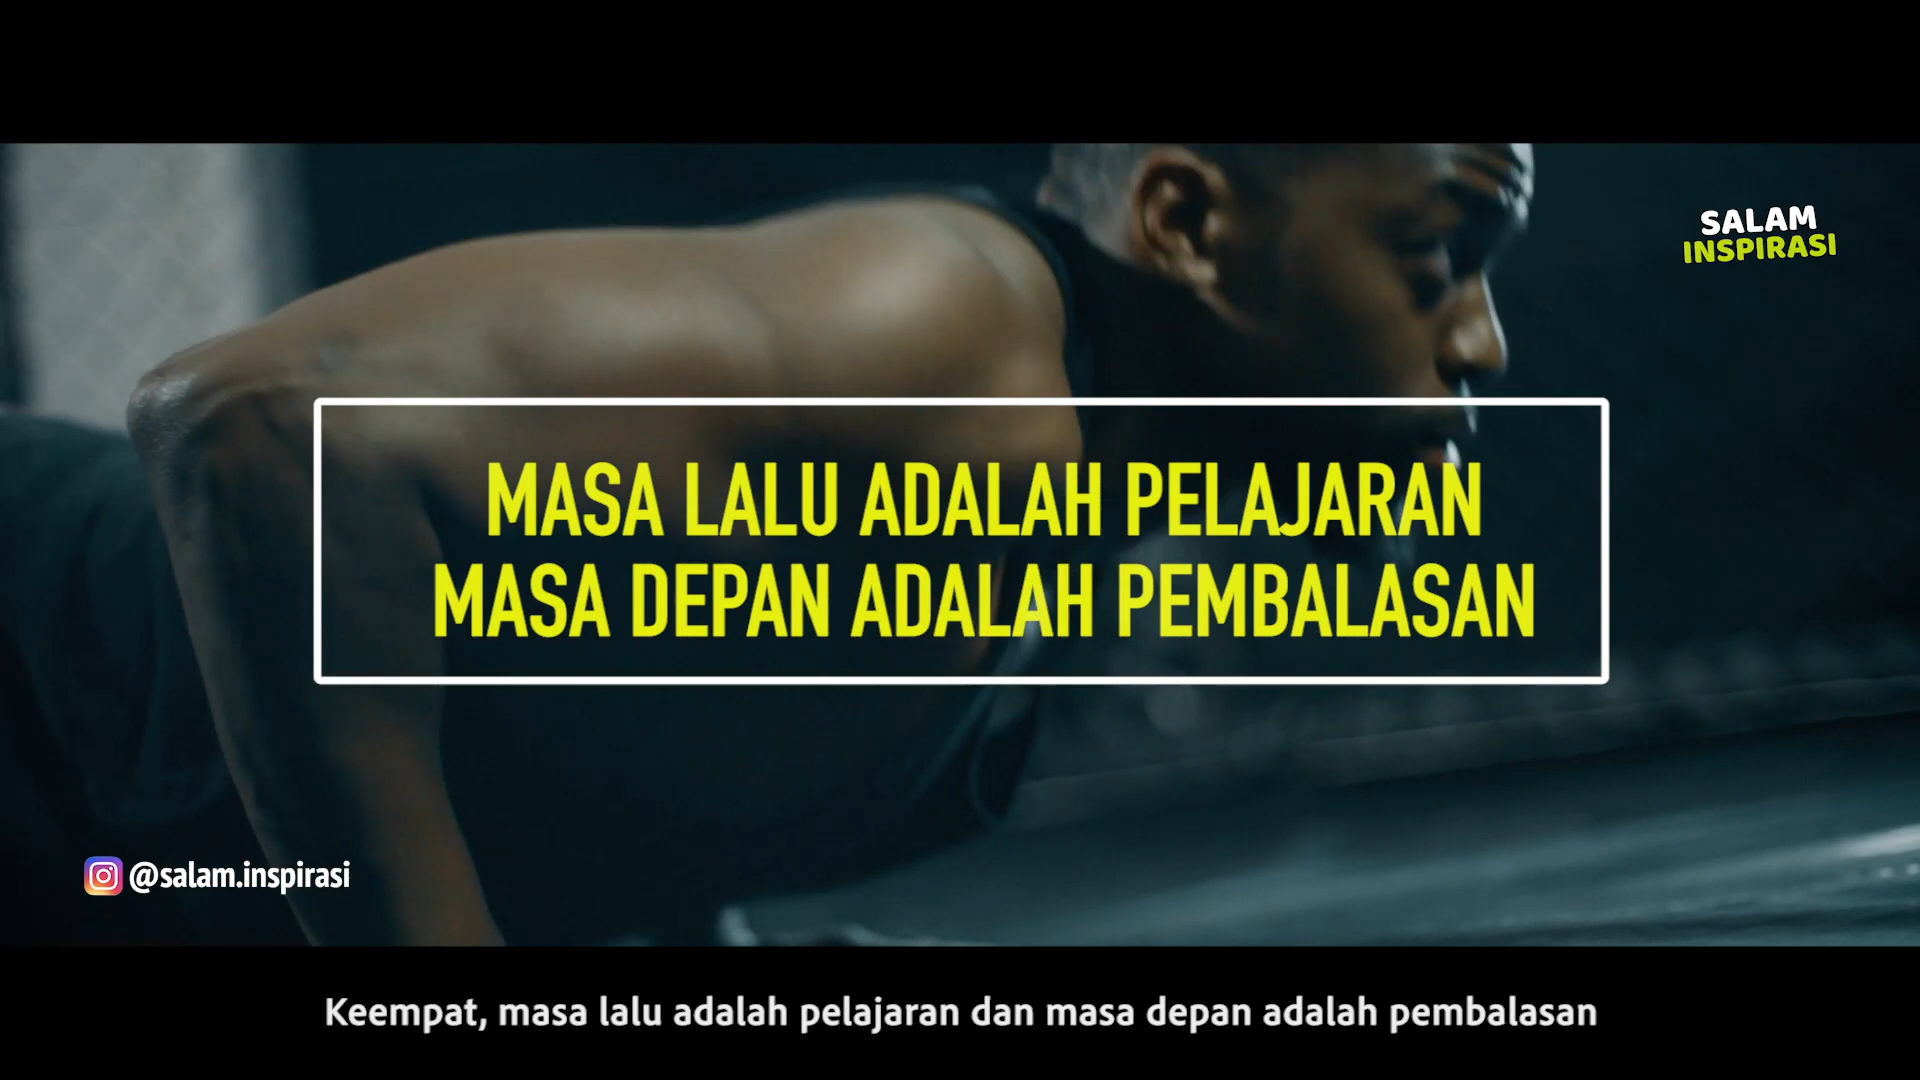 SALAM
INSPIRASI
MASA LALU ADALAH PELAJARAN
MASA DEPAN ADALAH PEMBALASAN
@salam.inspirasi
Keempat, masa lalu adalah pelajaran dan masa depan adalah pembalasan